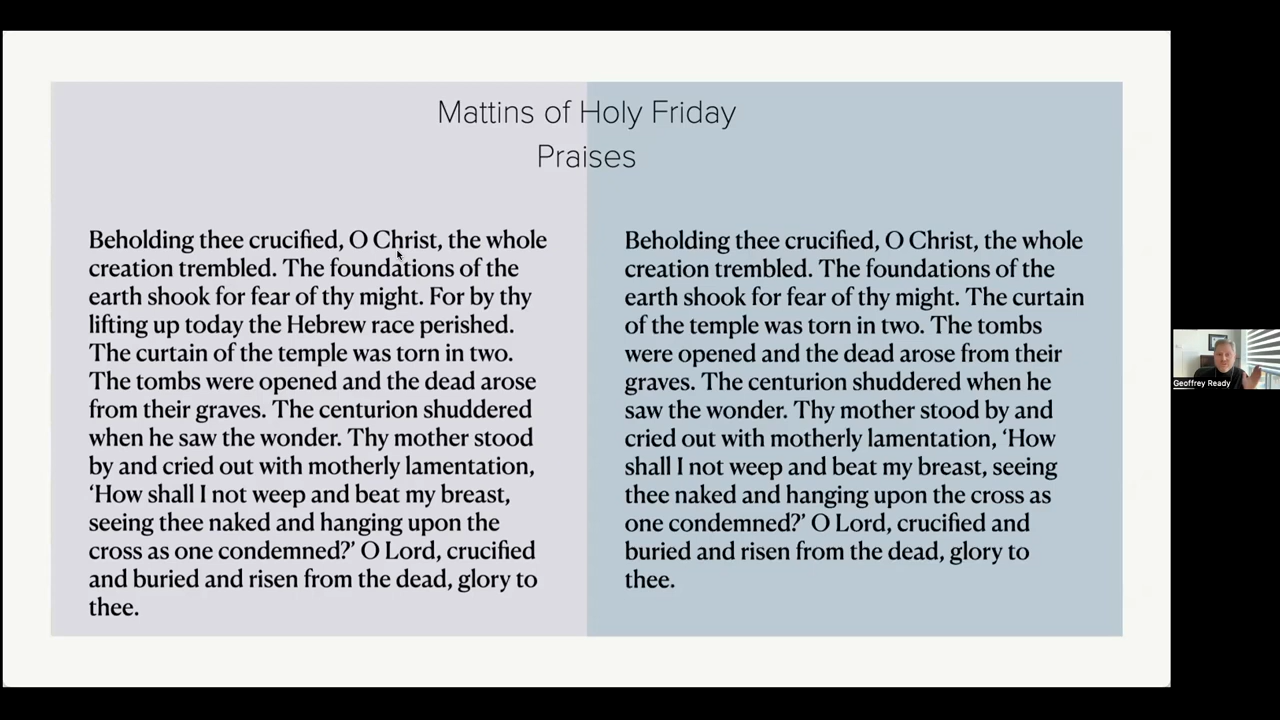 Mattins of Holy Friday
Praises
Beholding thee crucified, O Christ, the whole
creation trembled. The foundations of the
earth shook for fear of thy might. For by thy
lifting up today the Hebrew race perished.
The curtain of the temple was torn in two.
The tombs were opened and the dead arose
from their graves. The centurion shuddered
when he saw the wonder. Thy mother stood
by and cried out with motherly lamentation,
‘How shall I not weep and beat my breast,
seeing thee naked and hanging upon the
cross as one condemned?’ O Lord, crucified
and buried and risen from the dead, glory to
thee.
Beholding thee crucified, O Christ, the whole
creation trembled. The foundations of the
earth shook for fear of thy might. The curtain
of the temple was torn in two. The tombs
were opened and the dead arose from their
graves. The centurion shuddered when he
saw the wonder. Thy mother stood by and
cried out with motherly lamentation, ‘How
shall I not weep and beat my breast, seeing
thee naked and hanging upon the cross as
one condemned?’ O Lord, crucified and
buried and risen from the dead, glory to
thee.
Geoffrey Ready